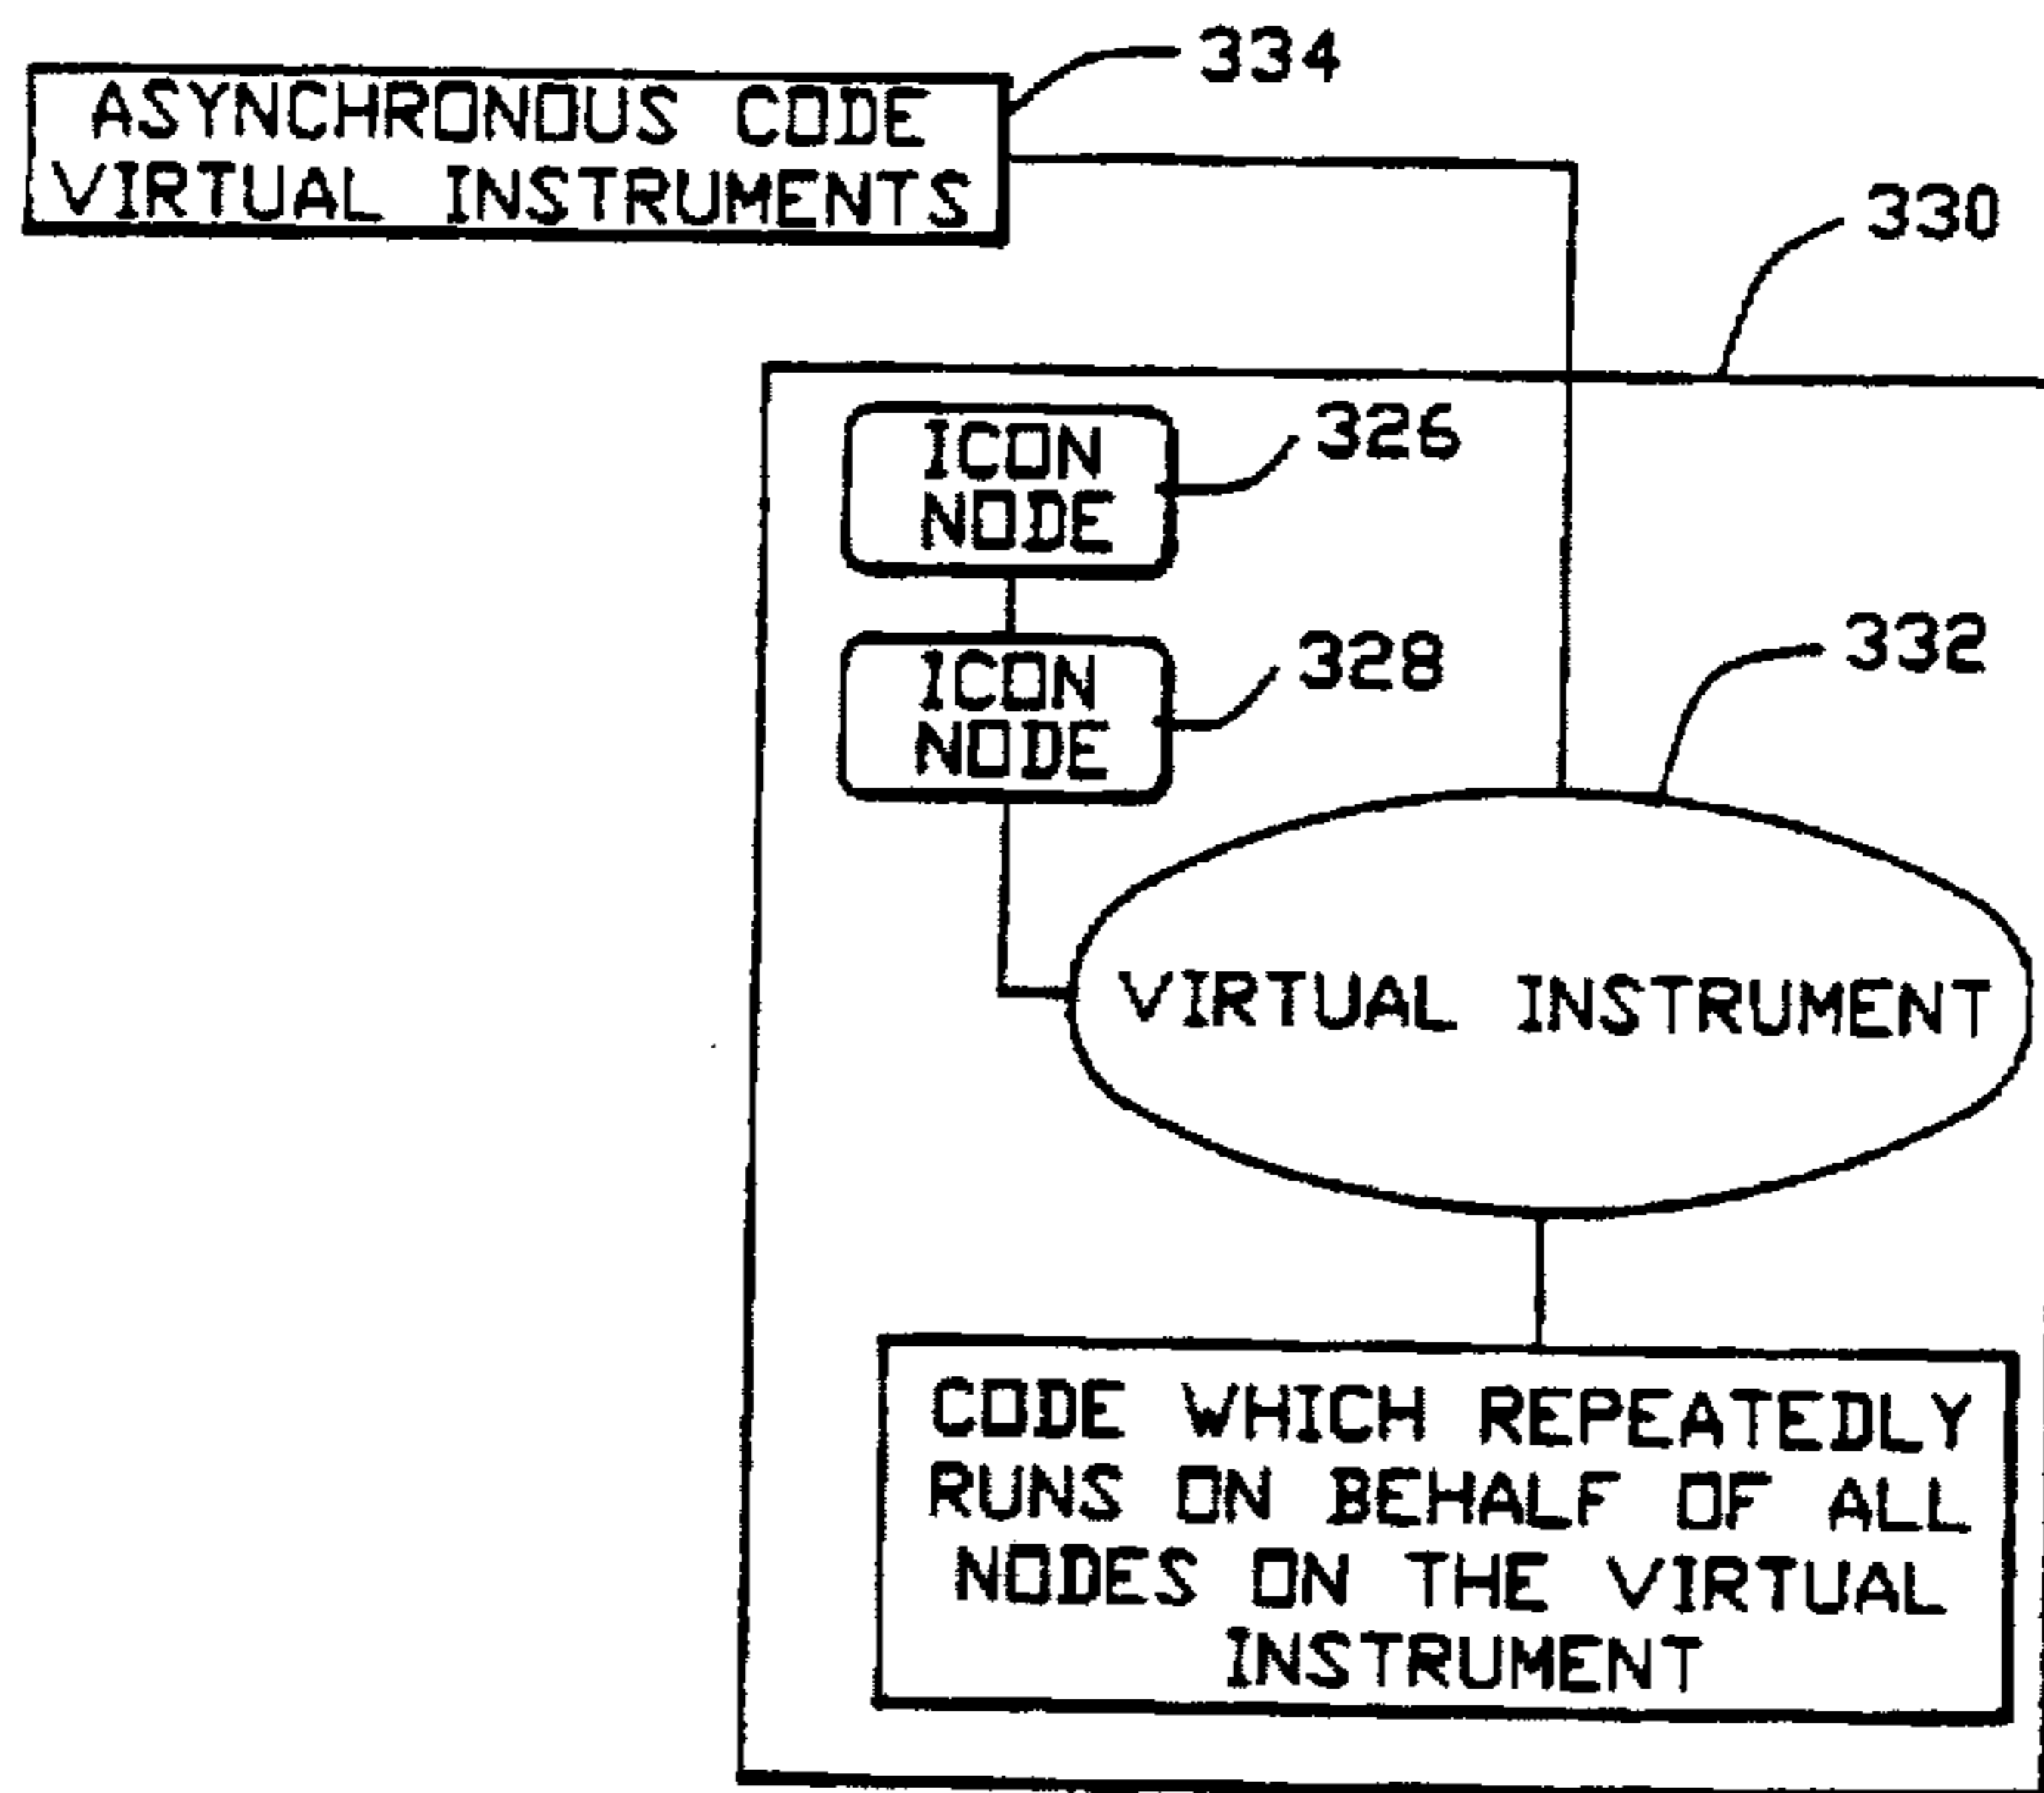 334
ASYNCHRONOUS CODE
VIRTUAL INSTRUMENTS
330
ICON
NODE
326
ICON
NODE
328
332
VIRTUAL INSTRUMENT
CODE WHICH REPEATEDLY
RUNS ON BEHALF OF ALL
NODES ON THE VIRTUAL
INSTRUMENT